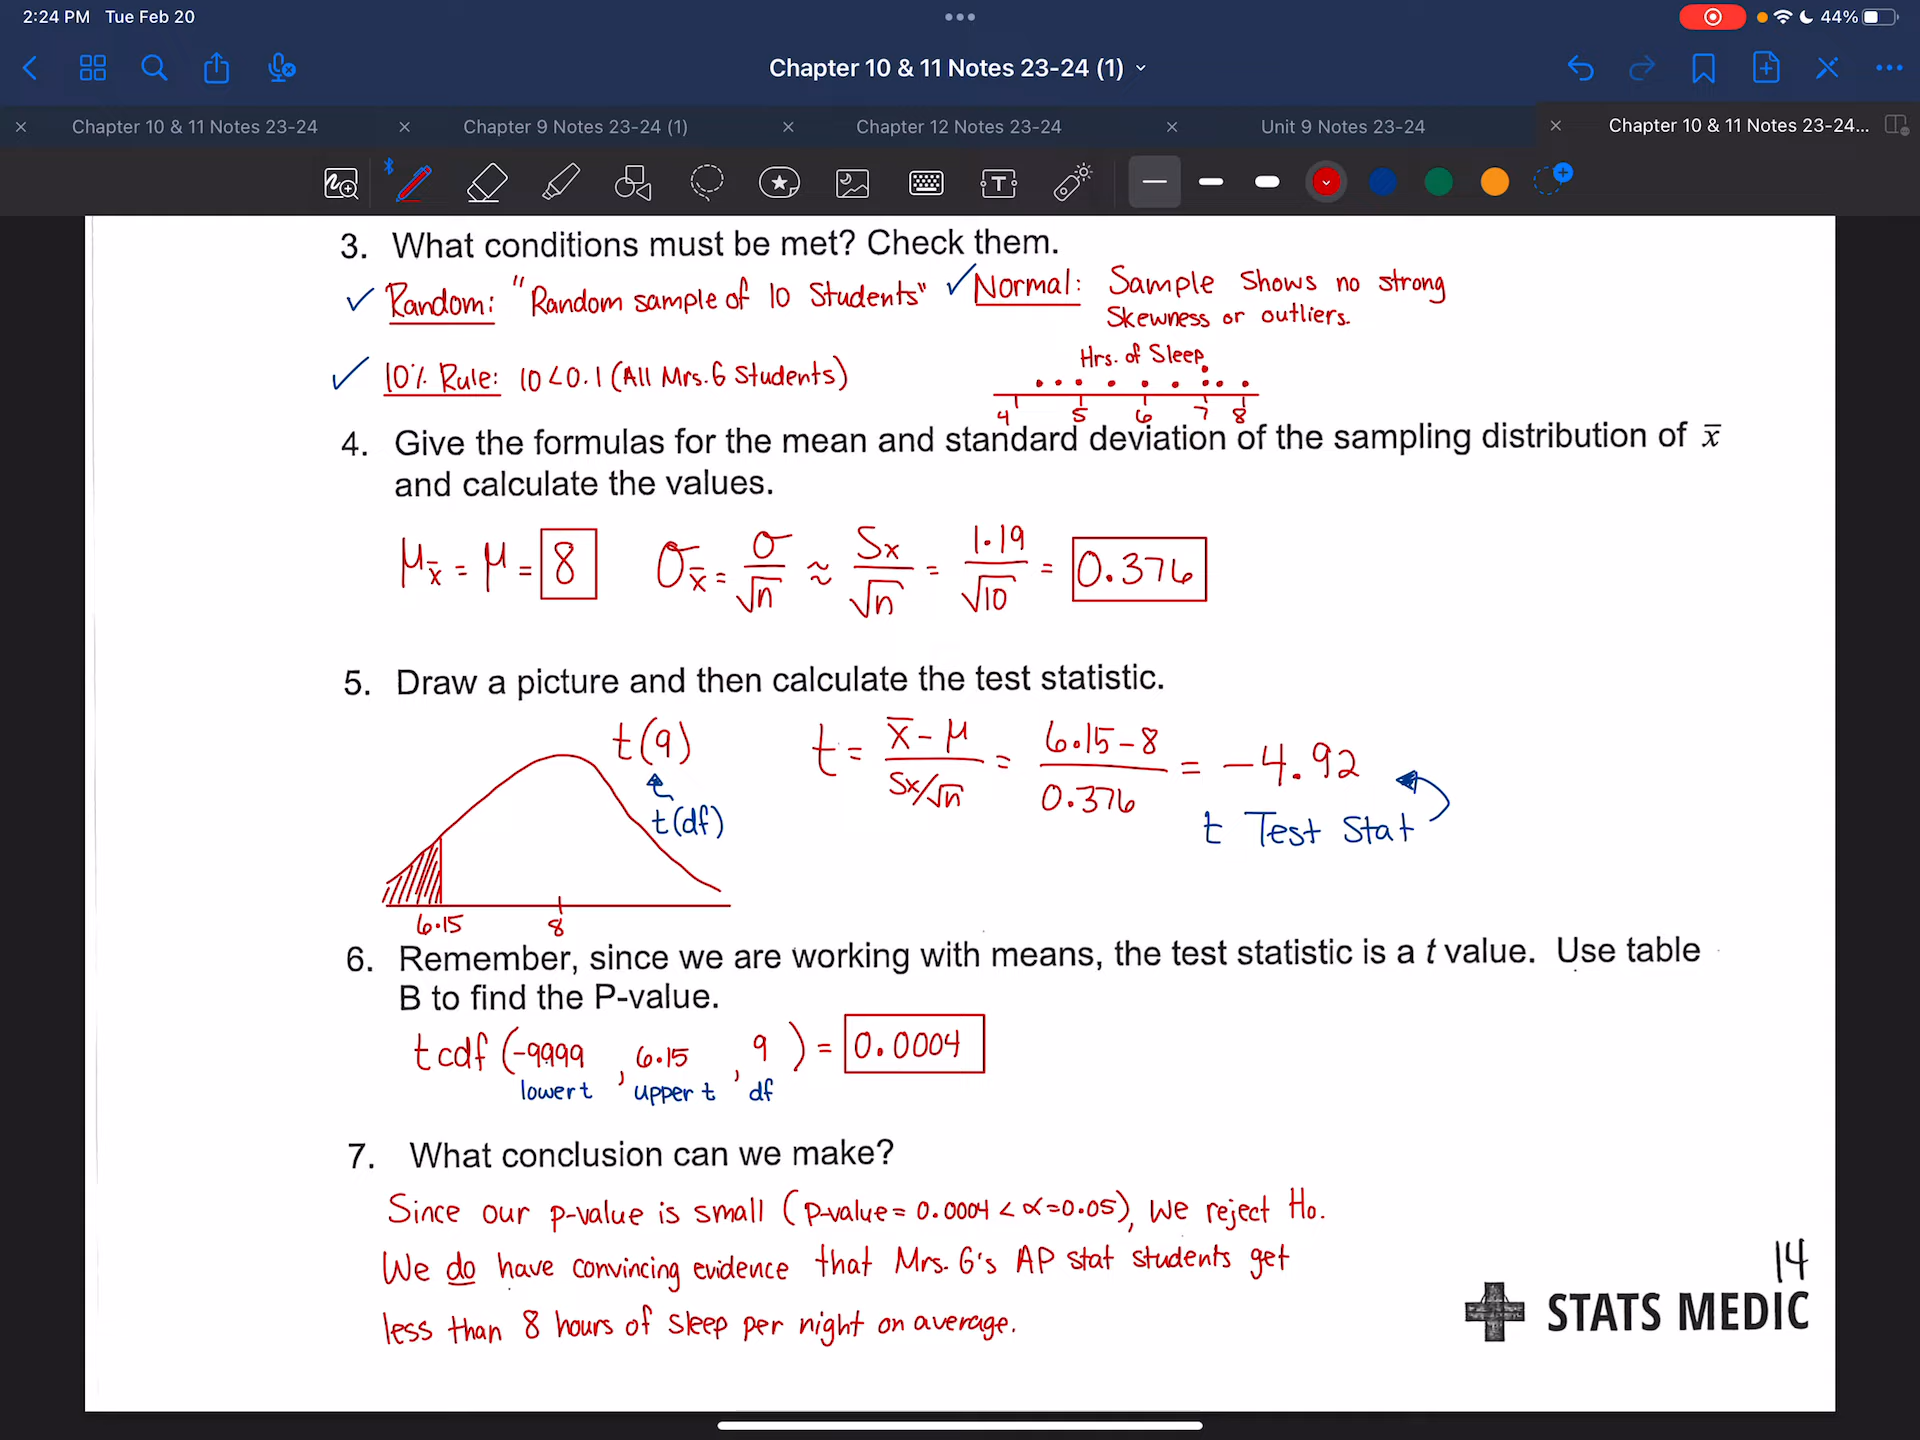 2:24 PM Tue Feb 20
44%
Chapter 10 & 11 Notes 23-24 (1)
Chapter 10 & 11 Notes 23-24
Chapter 9 Notes 23-24 (1)
Chapter 12 Notes 23-24
Unit 9 Notes 23-24
Chapter 10 & 11 Notes 23-24...
3. What conditions must be met? Check them.
✓ Random: "Random sample of 10 Students"
✓ Normal: Sample Shows no strong
Skewness or outliers.
Hrs. of Sleep
4 5 6 7 8
✓ 10% Rule: 10<0.1 (All Mrs. G Students)
4. Give the formulas for the mean and standard deviation of the sampling distribution of x̄
and calculate the values.
μx̄ = μ = 8 σx̄ = σ/√n ≈ Sx/√n = 1.19/√10 = 0.376
5. Draw a picture and then calculate the test statistic.
t(9)
t(df)
6.15 8
t = x̄ - μ / Sx/√n = 6.15 - 8 / 0.376 = -4.92
t Test Stat
6. Remember, since we are working with means, the test statistic is a t value. Use table
B to find the P-value.
tcdf (-9999, 6.15, 9) = 0.0004
lower t upper t df
7. What conclusion can we make?
Since our p-value is small (p-value = 0.0004 < α=0.05), we reject Ho.
We do have convincing evidence that Mrs. G's AP stat students get
less than 8 hours of sleep per night on average.
14
STATS MEDIC